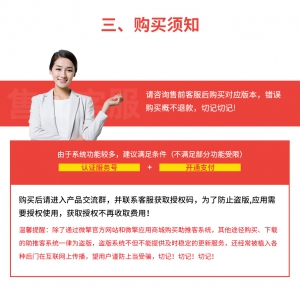 三、购买须知
售前客服
请咨询售前客服后购买对应版本，错误
购买概不退款，切记切记!
由于系统功能较多，建议满足条件（不满足部分功能受限）
认证服务号 + 开通支付
购买后请进入产品交流群，并联系客服获取授权码，为了防止盗版,应用需
要授权使用，获取授权不再收取费用！
温馨提醒：除了通过微擎官方网站和微擎应用商城购买助推客系统，其他途径购买、下载
的助推客系统一律为盗版，盗版系统不但不能提供及时稳定的更新服务，还经常被植入各
种后门在互联网上传播，望用户谨防上当受骗，切记！切记！切记！